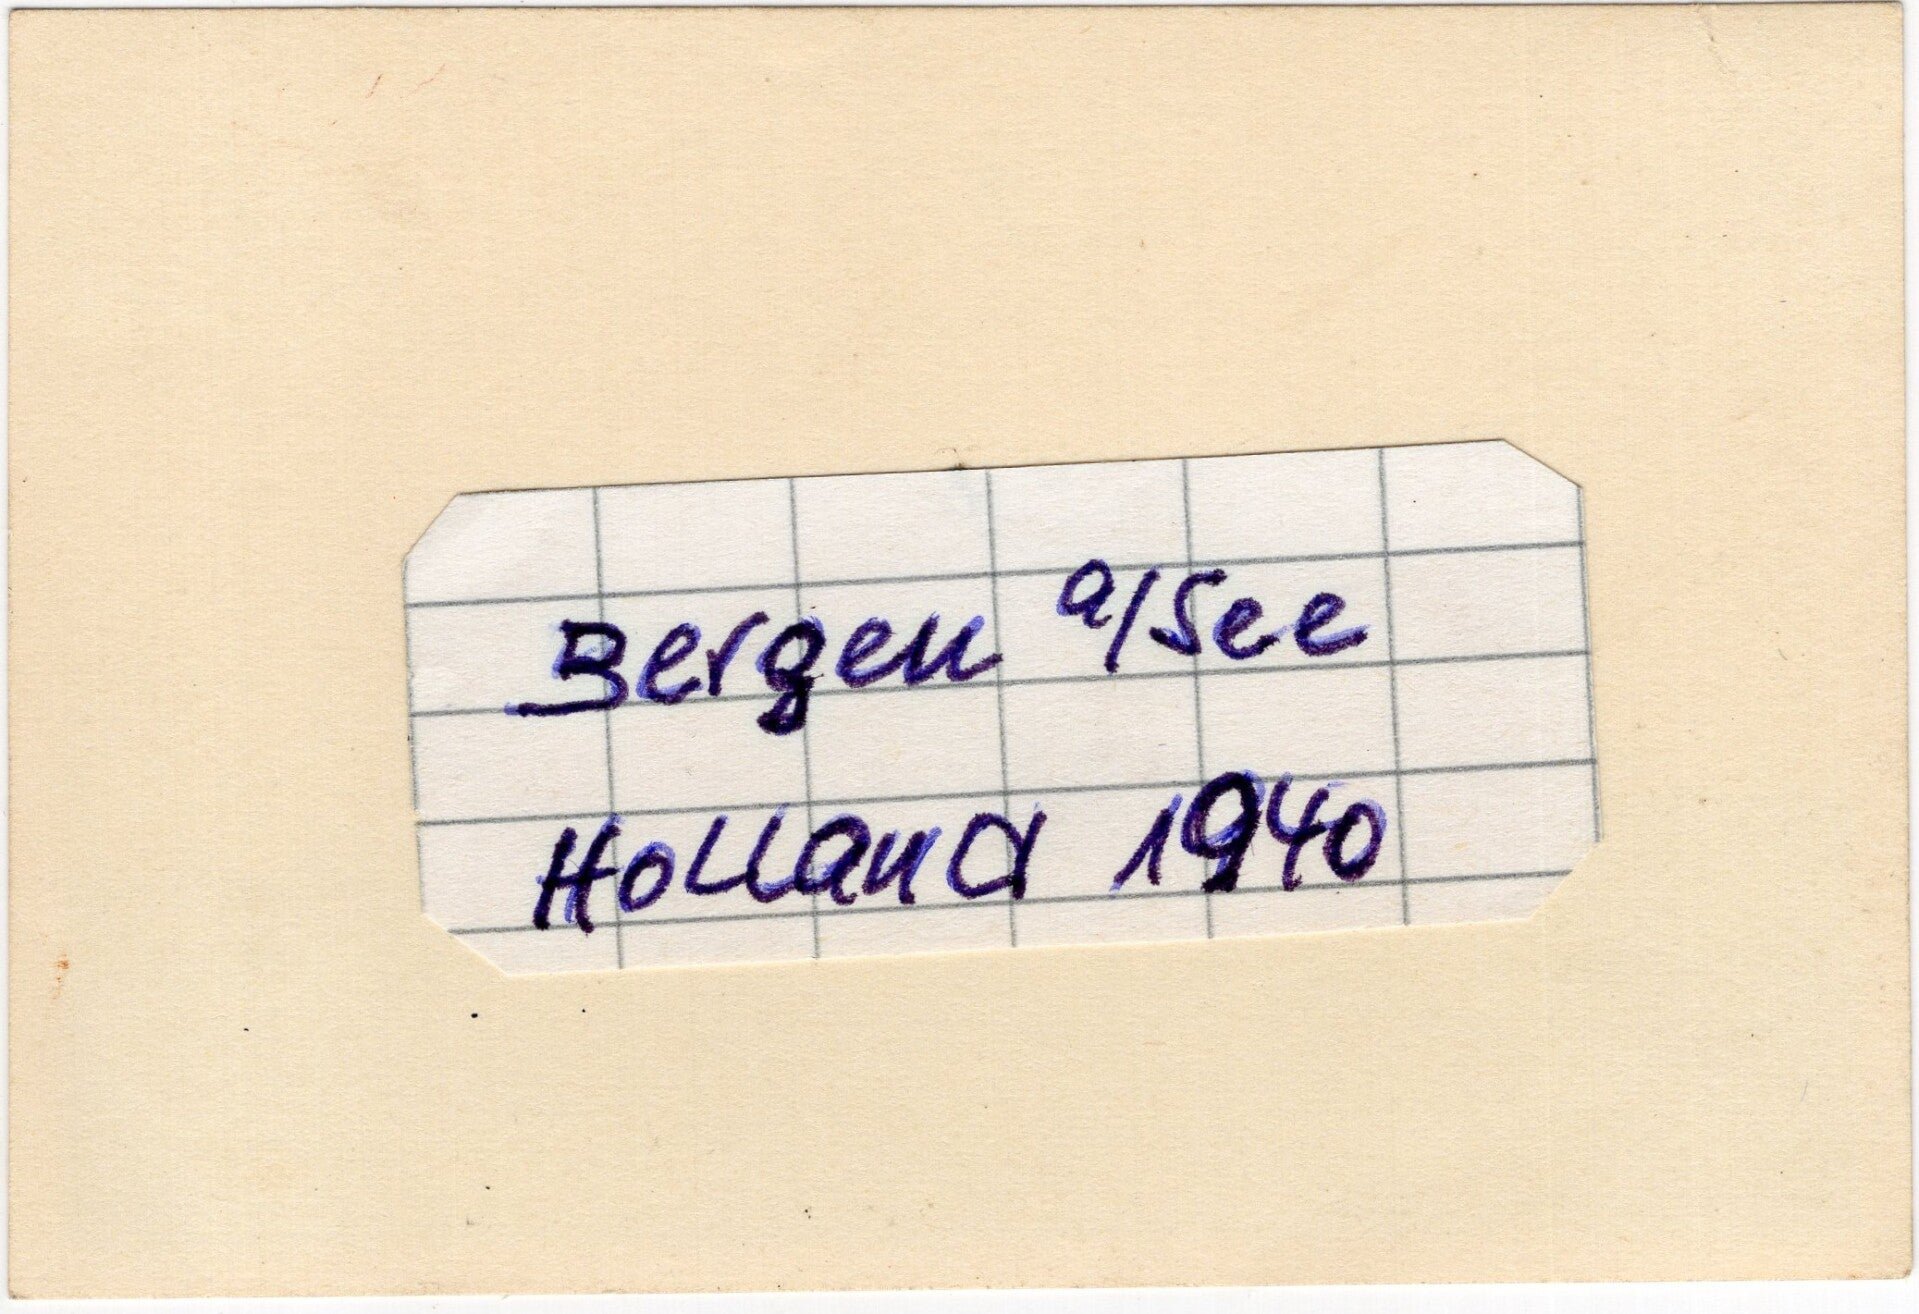 Bergen a/See
Holland 1940